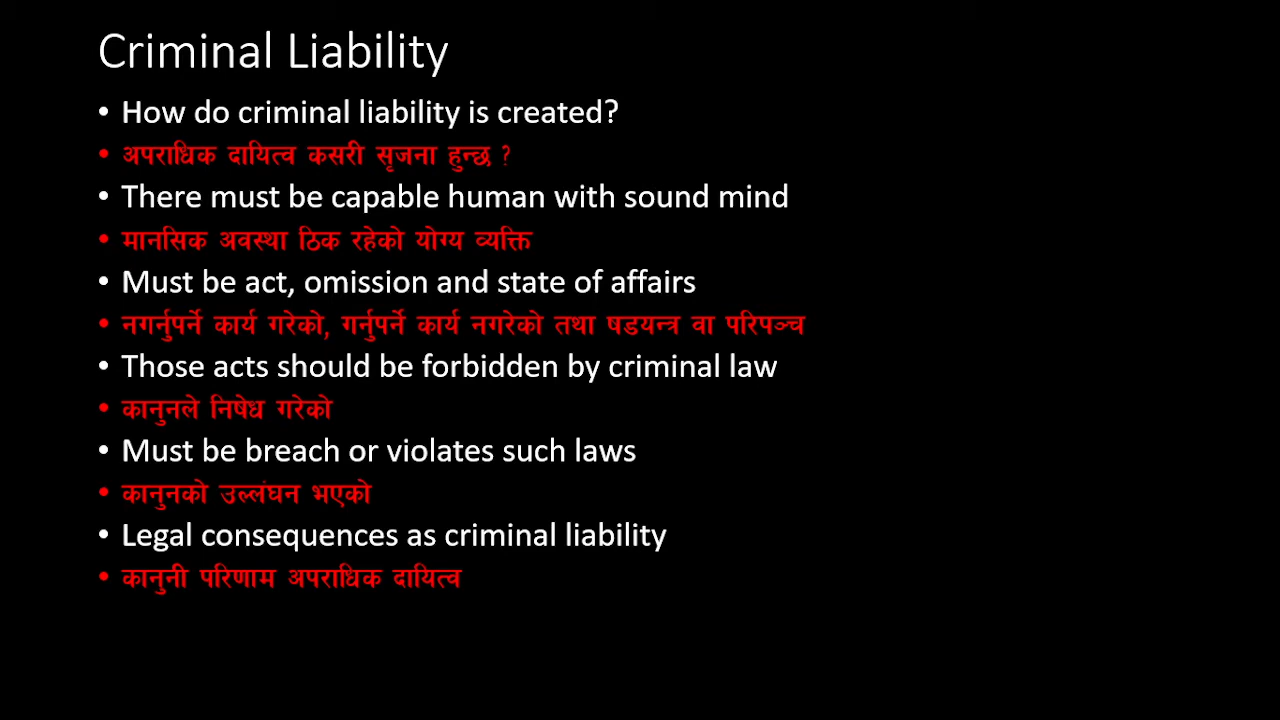 Criminal Liability
• How do criminal liability is created?
• अपराधिक दायित्व कसरी सृजना हुन्छ ?
• There must be capable human with sound mind
• मानसिक अवस्था ठिक रहेको योग्य व्यक्ति
• Must be act, omission and state of affairs
• नगर्नुपर्ने कार्य गरेको, गर्नुपर्ने कार्य नगरेको तथा षडयन्त्र वा परिपञ्च
• Those acts should be forbidden by criminal law
• कानुनले निषेध गरेको
• Must be breach or violates such laws
• कानुनको उल्लंघन भएको
• Legal consequences as criminal liability
• कानुनी परिणाम अपराधिक दायित्व